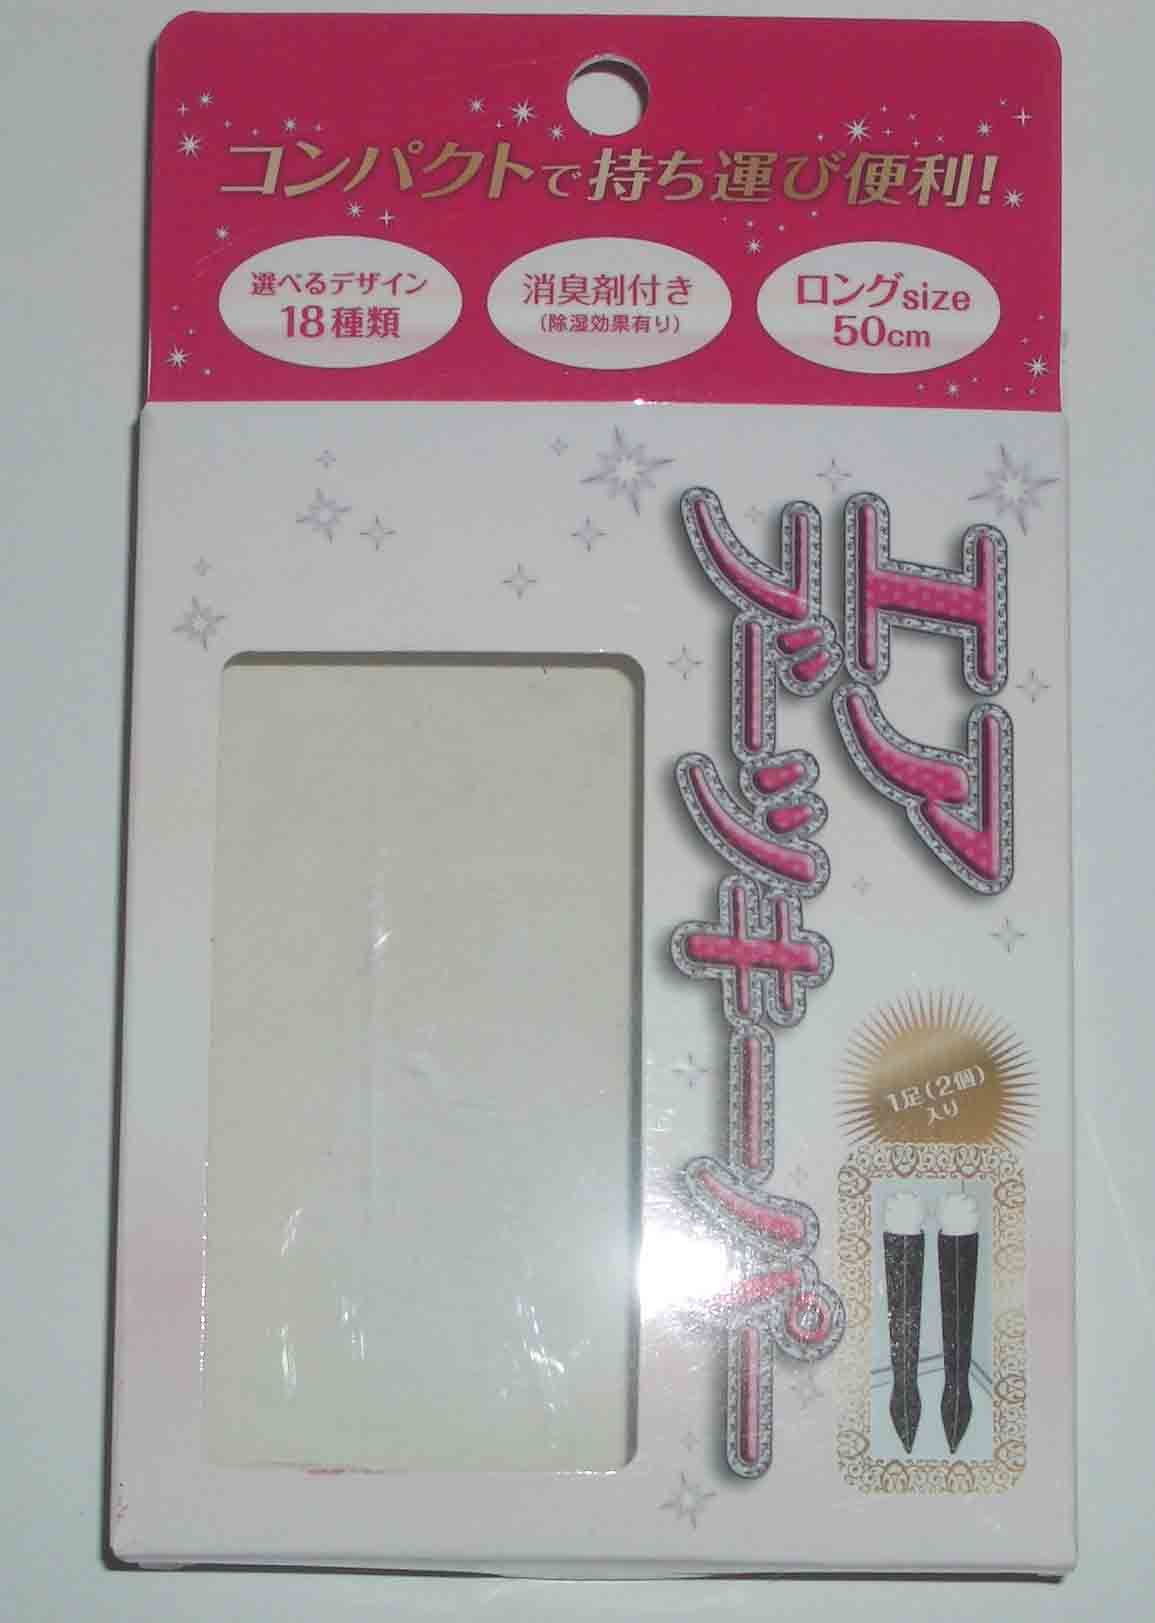 コンパクトで持ち運び便利!
選べるデザイン
18種類
消臭剤付き
(除湿効果有り)
ロングsize
50cm
エア
ブーツキーパー
1足(2個)
入り